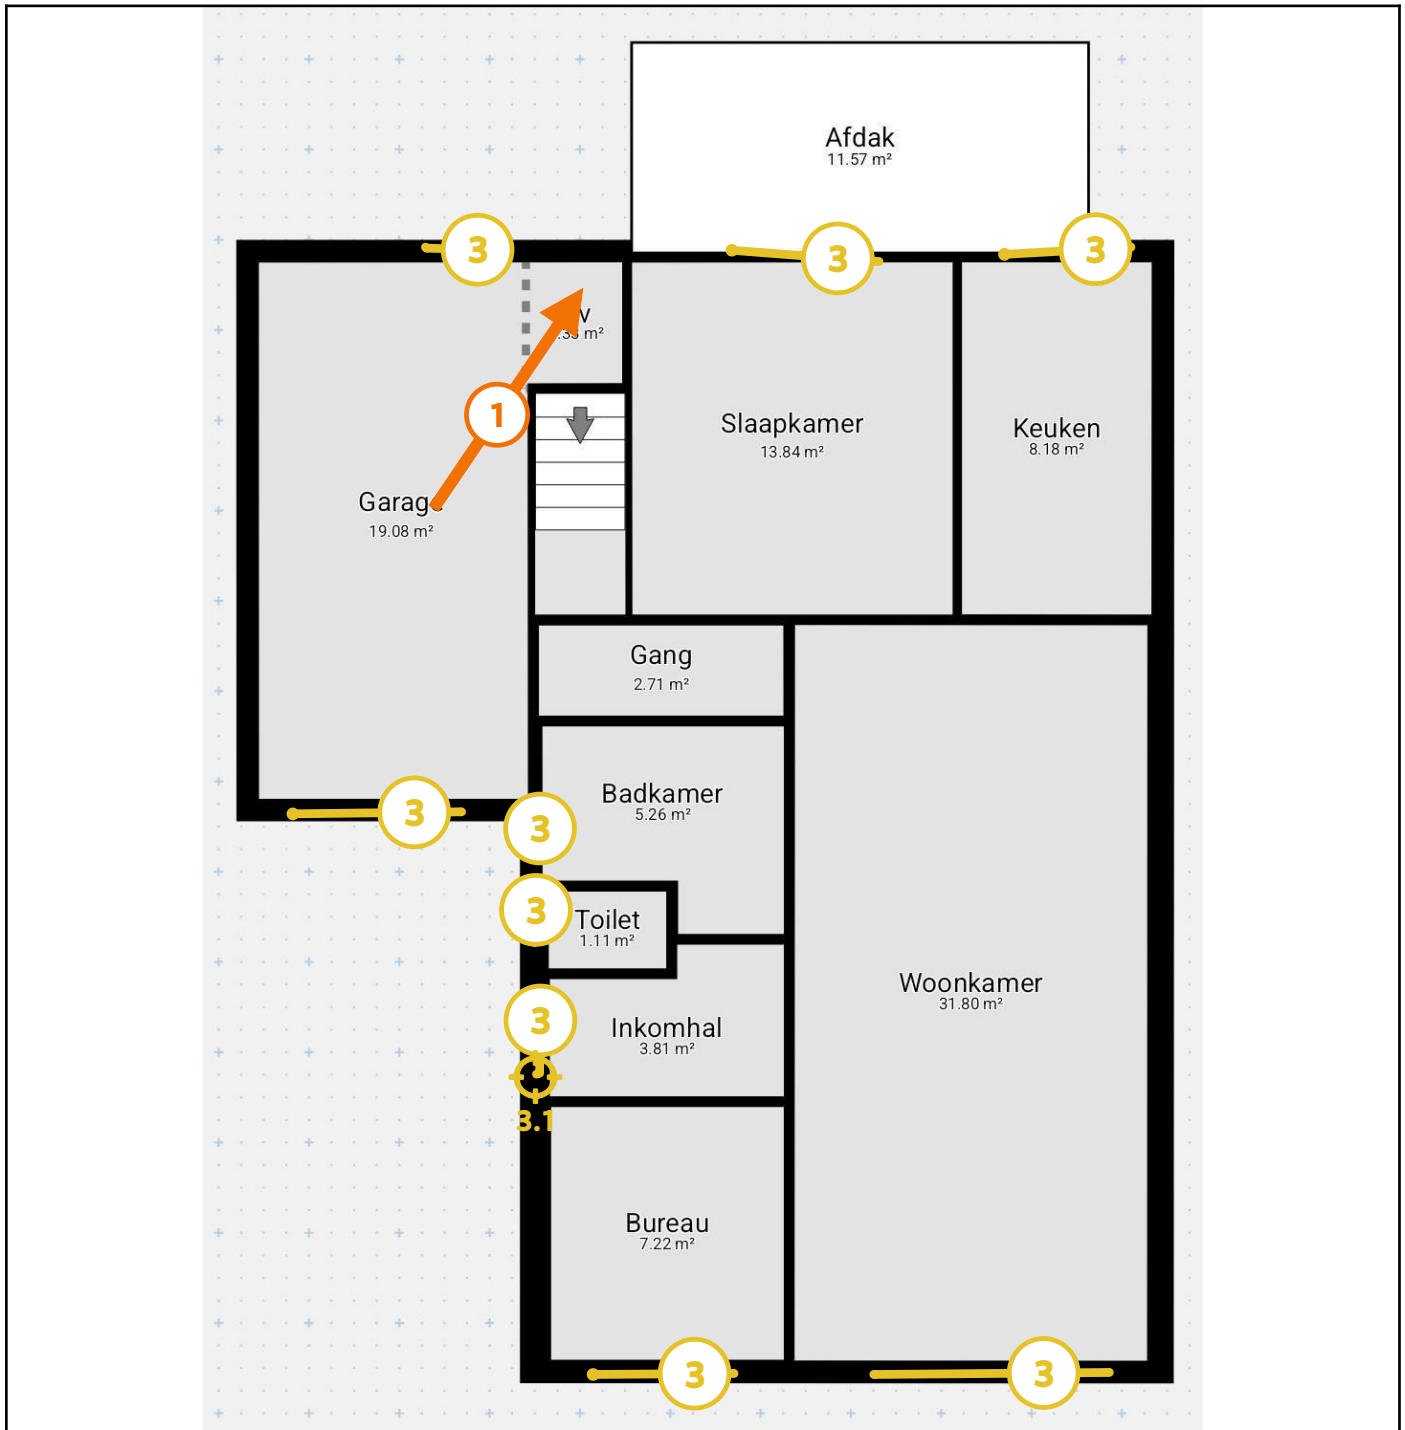 Afdak
11.57 m²
3
3
3
1
Garage
19.08 m²
Slaapkamer
13.84 m²
Keuken
8.18 m²
Gang
2.71 m²
Badkamer
5.26 m²
3
3
3
Toilet
1.11 m²
3
Inkomhal
3.81 m²
3.1
Woonkamer
31.80 m²
Bureau
7.22 m²
3
3